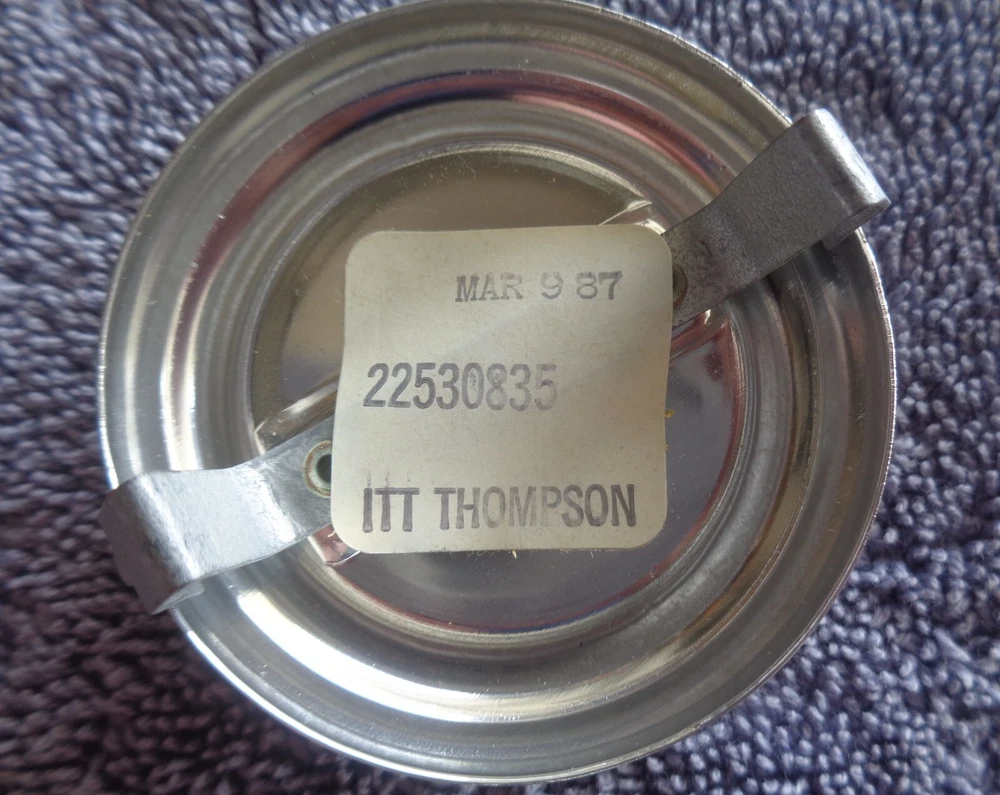 MAR 9 87
22530835
ITT THOMPSON